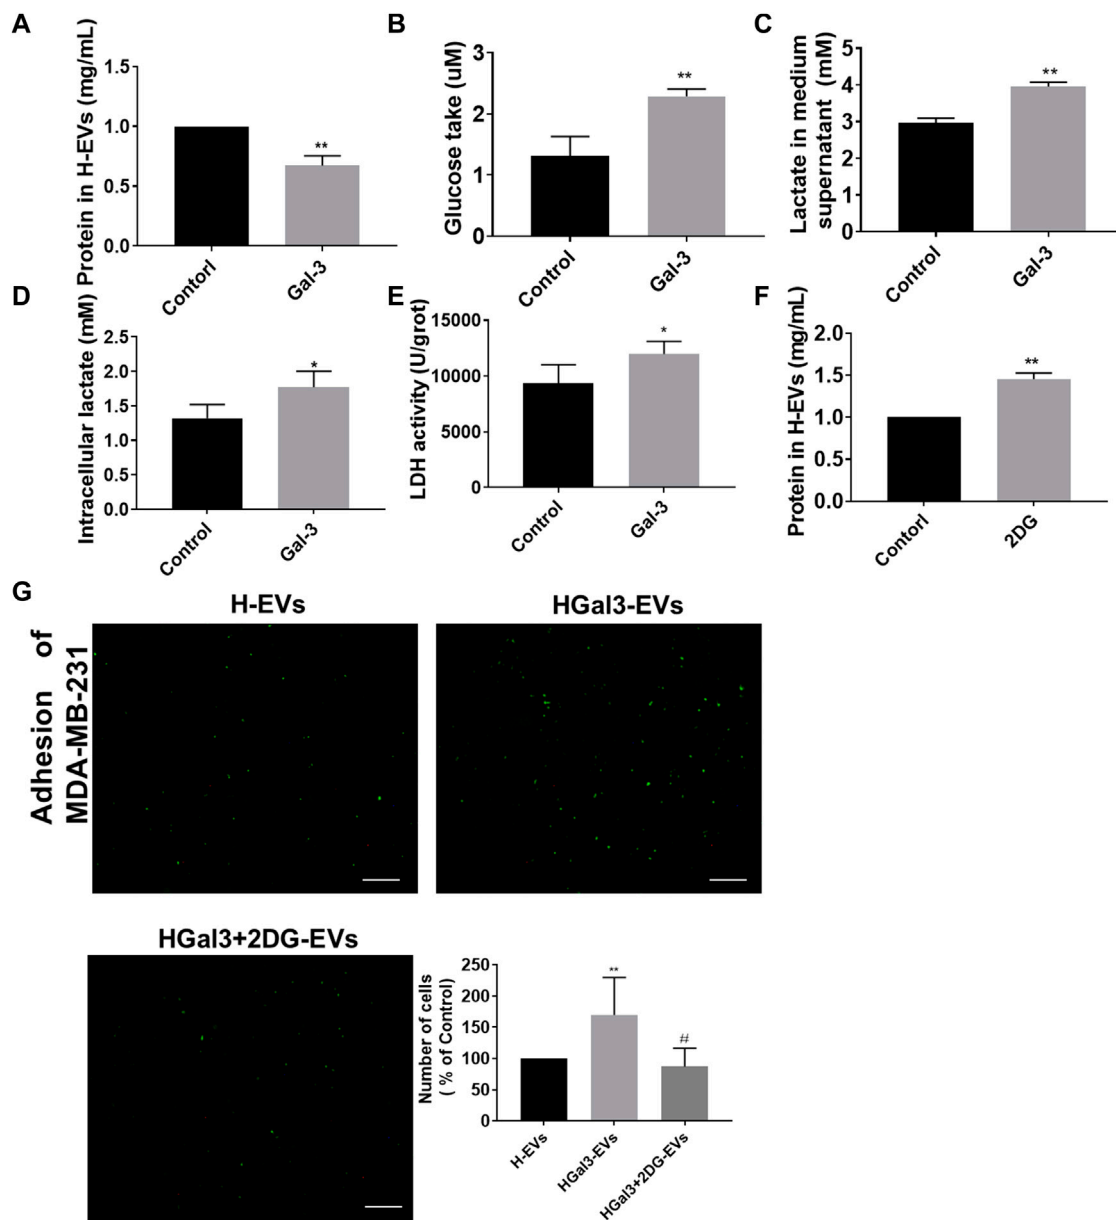 A
Protein in H-EVs (mg/mL)
1.5
1.0
0.5
0.0
**
Contorl
Gal-3
B
Glucose take (uM)
3
2
1
0
**
Control
Gal-3
C
Lactate in medium
supernatant (mM)
5
4
3
2
1
0
**
Control
Gal-3
D
Intracellular lactate (mM)
2.5
2.0
1.5
1.0
0.5
0.0
*
Control
Gal-3
E
LDH activity (U/grot)
15000
10000
5000
0
*
Control
Gal-3
F
Protein in H-EVs (mg/mL)
2.0
1.5
1.0
0.5
0.0
**
Contorl
2DG
G
Adhesion of
MDA-MB-231
H-EVs
HGal3-EVs
HGal3+2DG-EVs
Number of cells
( % of Control)
250
200
150
100
50
0
**
#
H-EVs
HGal3-EVs
HGal3+2DG-EVs